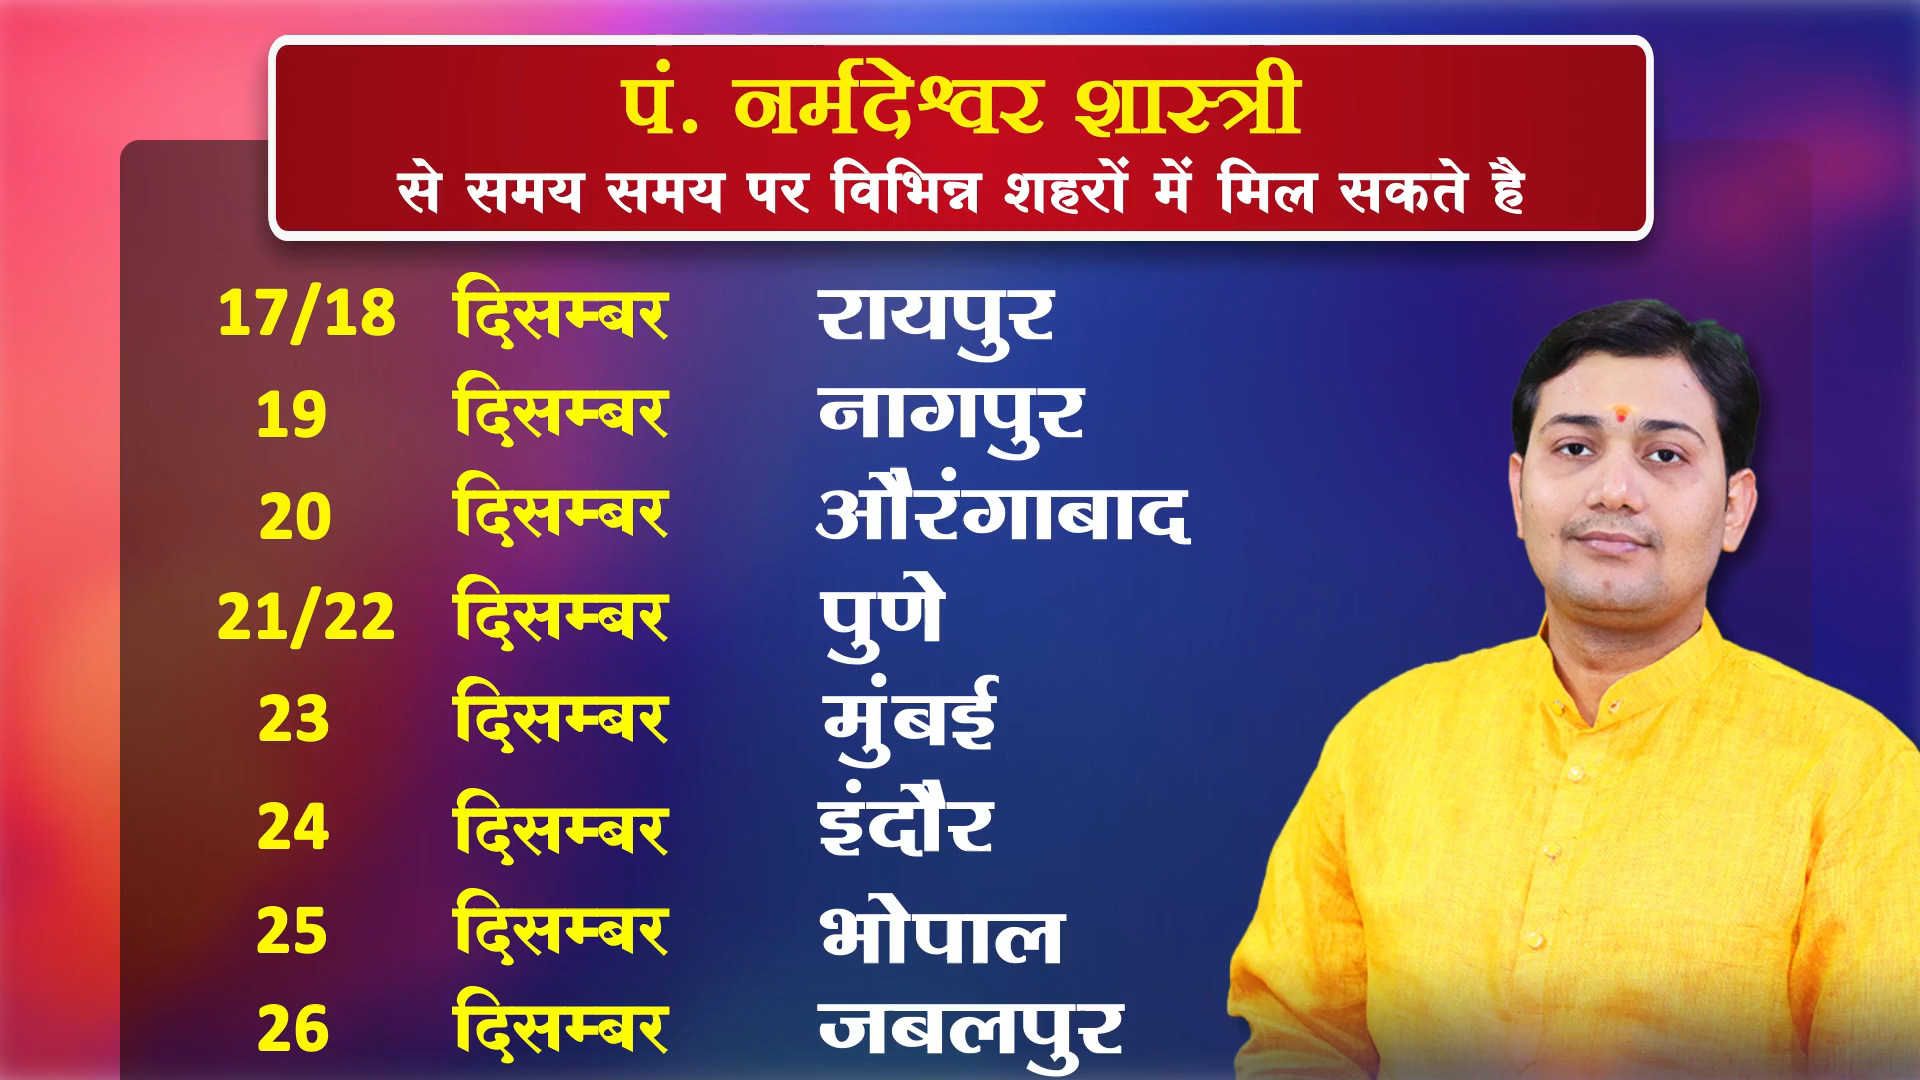 पं. नर्मदेश्वर शास्त्री
से समय समय पर विभिन्न शहरों में मिल सकते है
17/18 दिसम्बर रायपुर
19 दिसम्बर नागपुर
20 दिसम्बर औरंगाबाद
21/22 दिसम्बर पुणे
23 दिसम्बर मुंबई
24 दिसम्बर इंदौर
25 दिसम्बर भोपाल
26 दिसम्बर जबलपुर